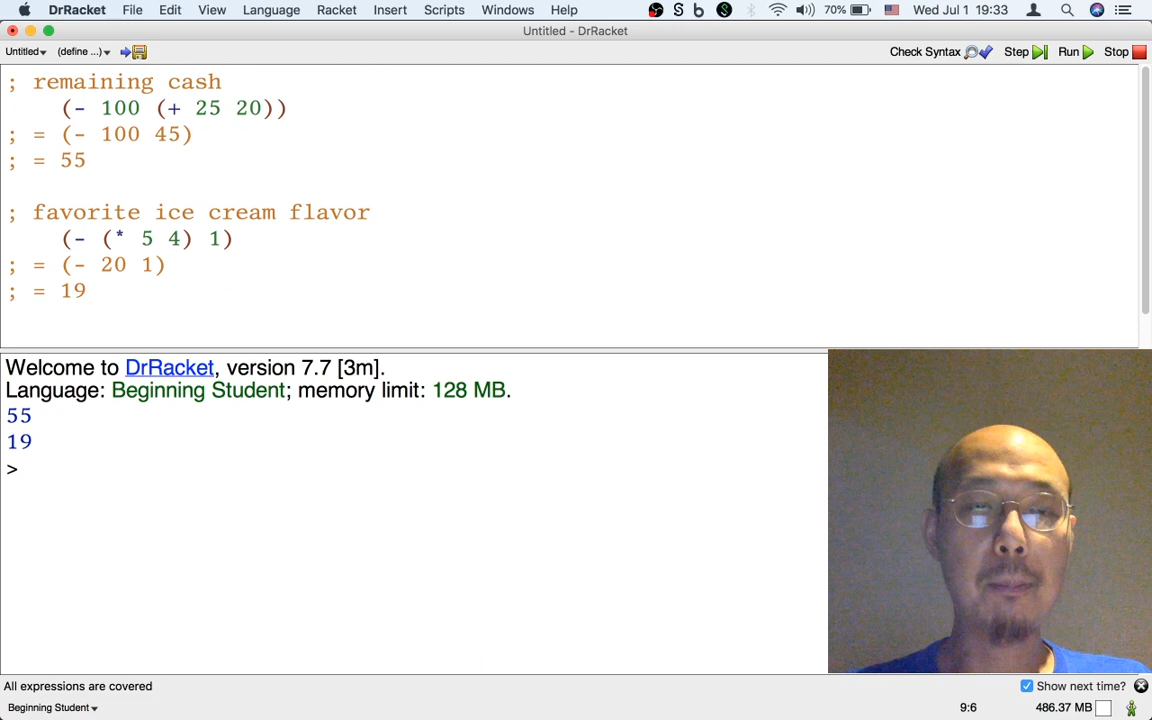 DrRacket File Edit View Language Racket Insert Scripts Windows Help 70% Wed Jul 1 19:33
Untitled - DrRacket
Untitled (define ...) Check Syntax Step Run Stop
; remaining cash
(- 100 (+ 25 20))
; = (- 100 45)
; = 55
; favorite ice cream flavor
(- (* 5 4) 1)
; = (- 20 1)
; = 19
Welcome to DrRacket, version 7.7 [3m].
Language: Beginning Student; memory limit: 128 MB.
55
19
>
All expressions are covered Show next time?
Beginning Student 9:6 486.37 MB